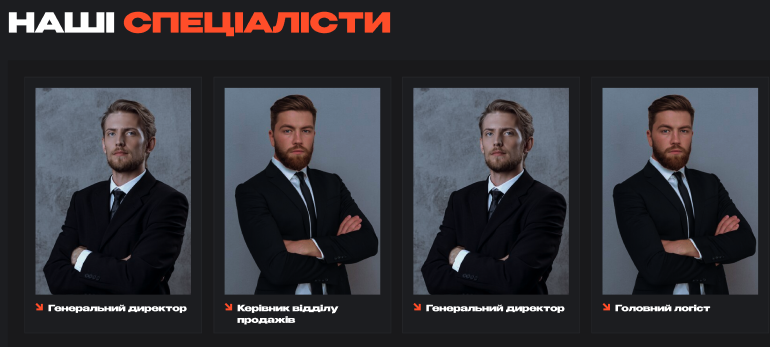 НАШІ СПЕЦІАЛІСТИ
Генеральний директор
Керівник відділу
продажів
Генеральний директор
Головний логіст